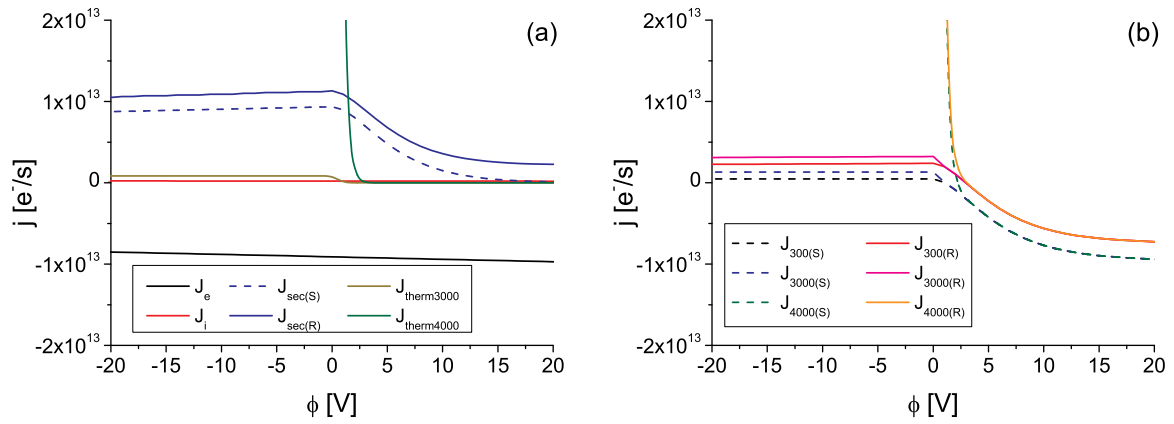 (a)
2x10^13
1x10^13
0
-1x10^13
-2x10^13
j [e^-/s]
-20 -15 -10 -5 0 5 10 15 20
ϕ [V]
J_e J_sec(S) J_therm3000
J_i J_sec(R) J_therm4000
(b)
2x10^13
1x10^13
0
-1x10^13
-2x10^13
j [e^-/s]
-20 -15 -10 -5 0 5 10 15 20
ϕ [V]
J_300(S) J_300(R)
J_3000(S) J_3000(R)
J_4000(S) J_4000(R)